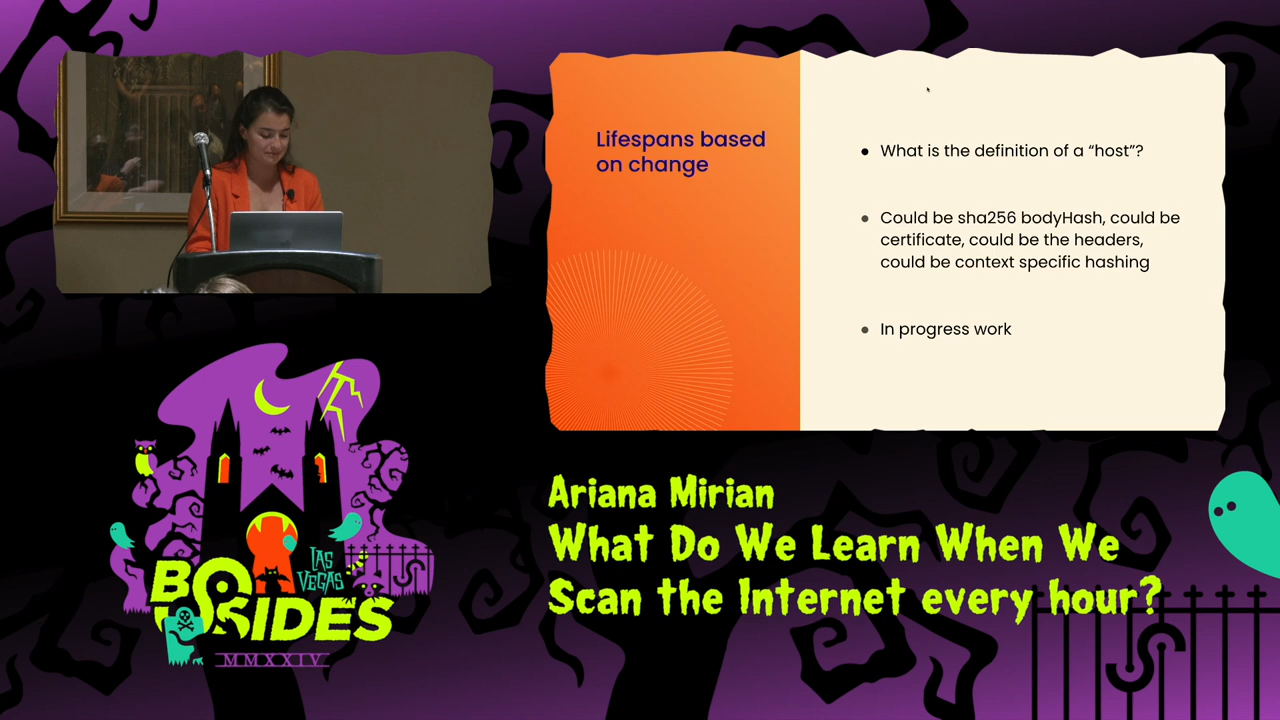 Lifespans based
on change
● What is the definition of a “host”?
● Could be sha256 bodyHash, could be
certificate, could be the headers,
could be context specific hashing
● In progress work
Ariana Mirian
What Do We Learn When We
Scan the Internet every hour?
BSIDES
LAS
VEGAS
MMXXIV